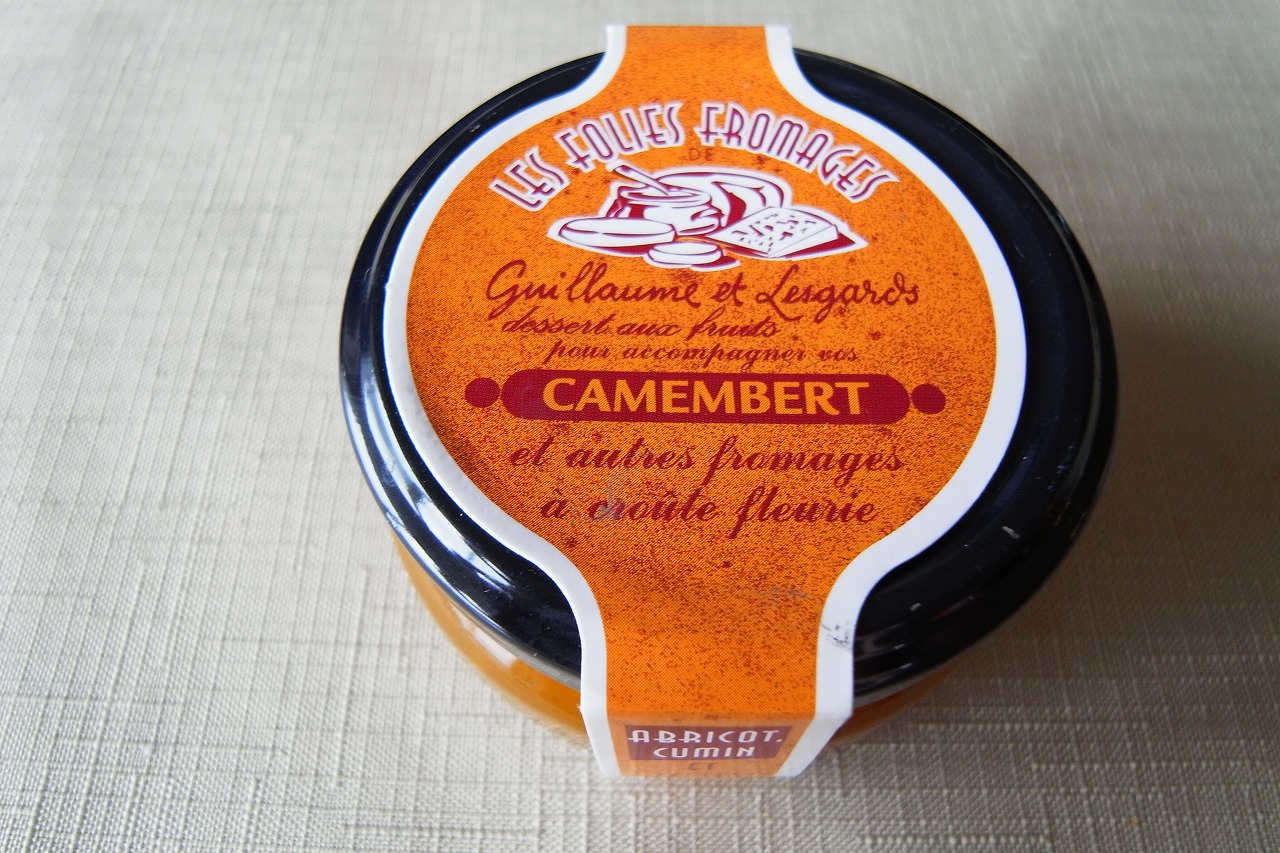 LES FOLIES FROMAGES
DE
Guillaume et Lesgards
dessert aux fruits
pour accompagner vos
CAMEMBERT
et autres fromages
à croûte fleurie
ABRICOT,
CUMIN
ET